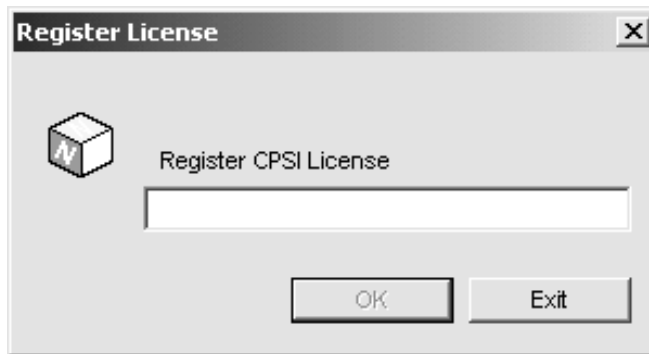 Register License
N
Register CPSI License
OK
Exit